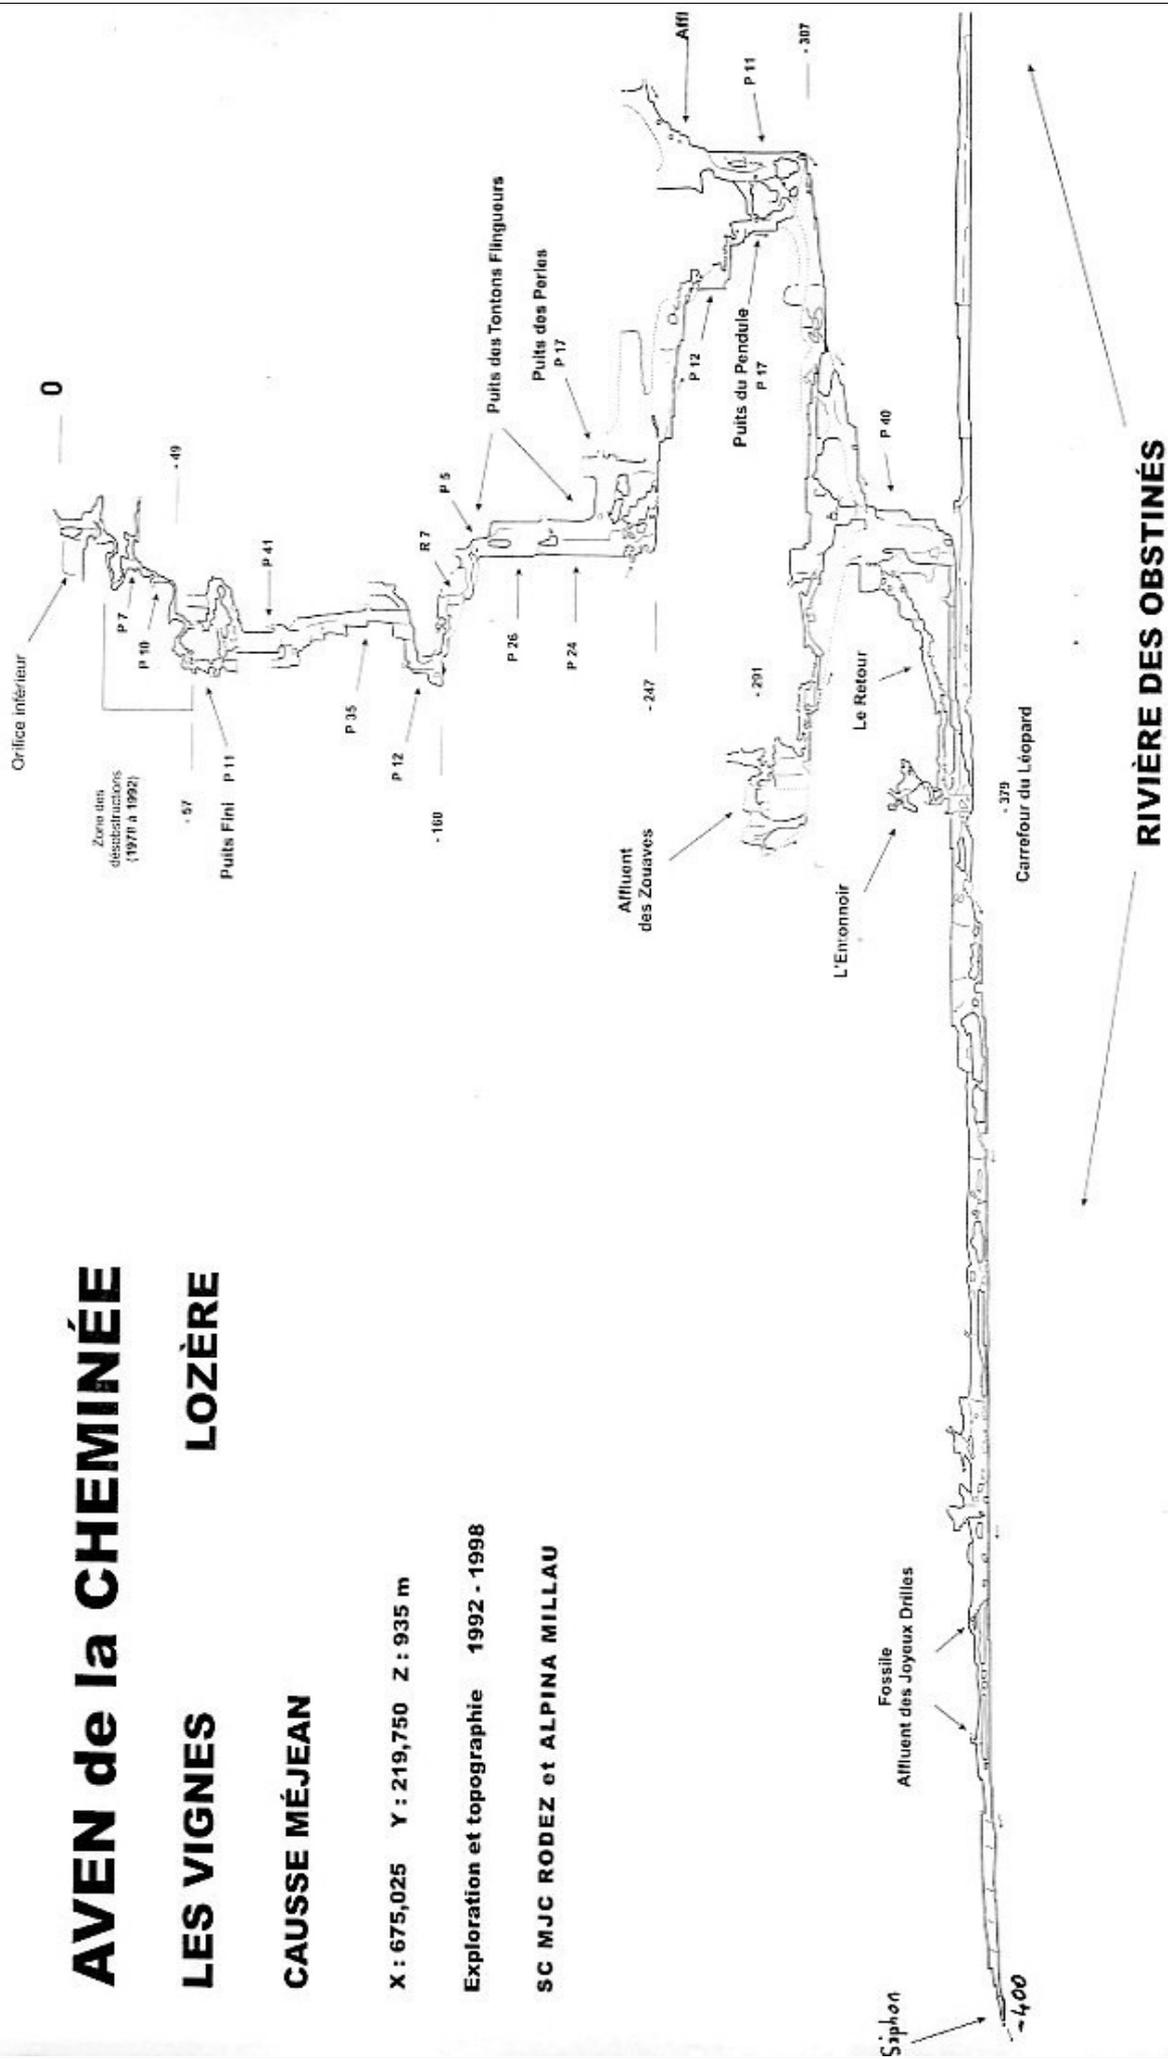 AVEN de la CHEMINÉE
LES VIGNES LOZÈRE
CAUSSE MÉJEAN
X : 675,025 Y : 219,750 Z : 935 m
Exploration et topographie 1992 - 1998
SC MJC RODEZ et ALPINA MILLAU
Orifice inférieur
0
Zone des
désobstructions
(1978 à 1992)
- 49
P 7
P 10
- 57
Puits Fini P 11
P 41
P 35
P 12
- 160
R 7
P 5
Puits des Tontons Flingueurs
P 26
P 24
Puits des Perles
P 17
- 247
Affl
P 12
Puits du Pendule
P 17
P 11
- 307
Affluent
des Zouaves
- 291
P 40
Le Retour
L'Entonnoir
- 379
Carrefour du Léopard
Fossile
Affluent des Joyeux Drilles
Siphon
-400
RIVIÈRE DES OBSTINÉS